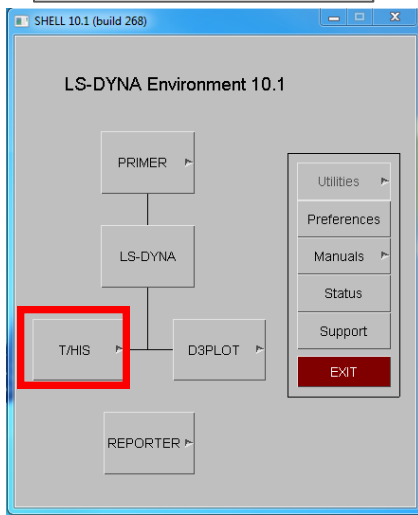 SHELL 10.1 (build 268)
LS-DYNA Environment 10.1
PRIMER
Utilities
Preferences
LS-DYNA
Manuals
Status
Support
T/HIS
D3PLOT
EXIT
REPORTER